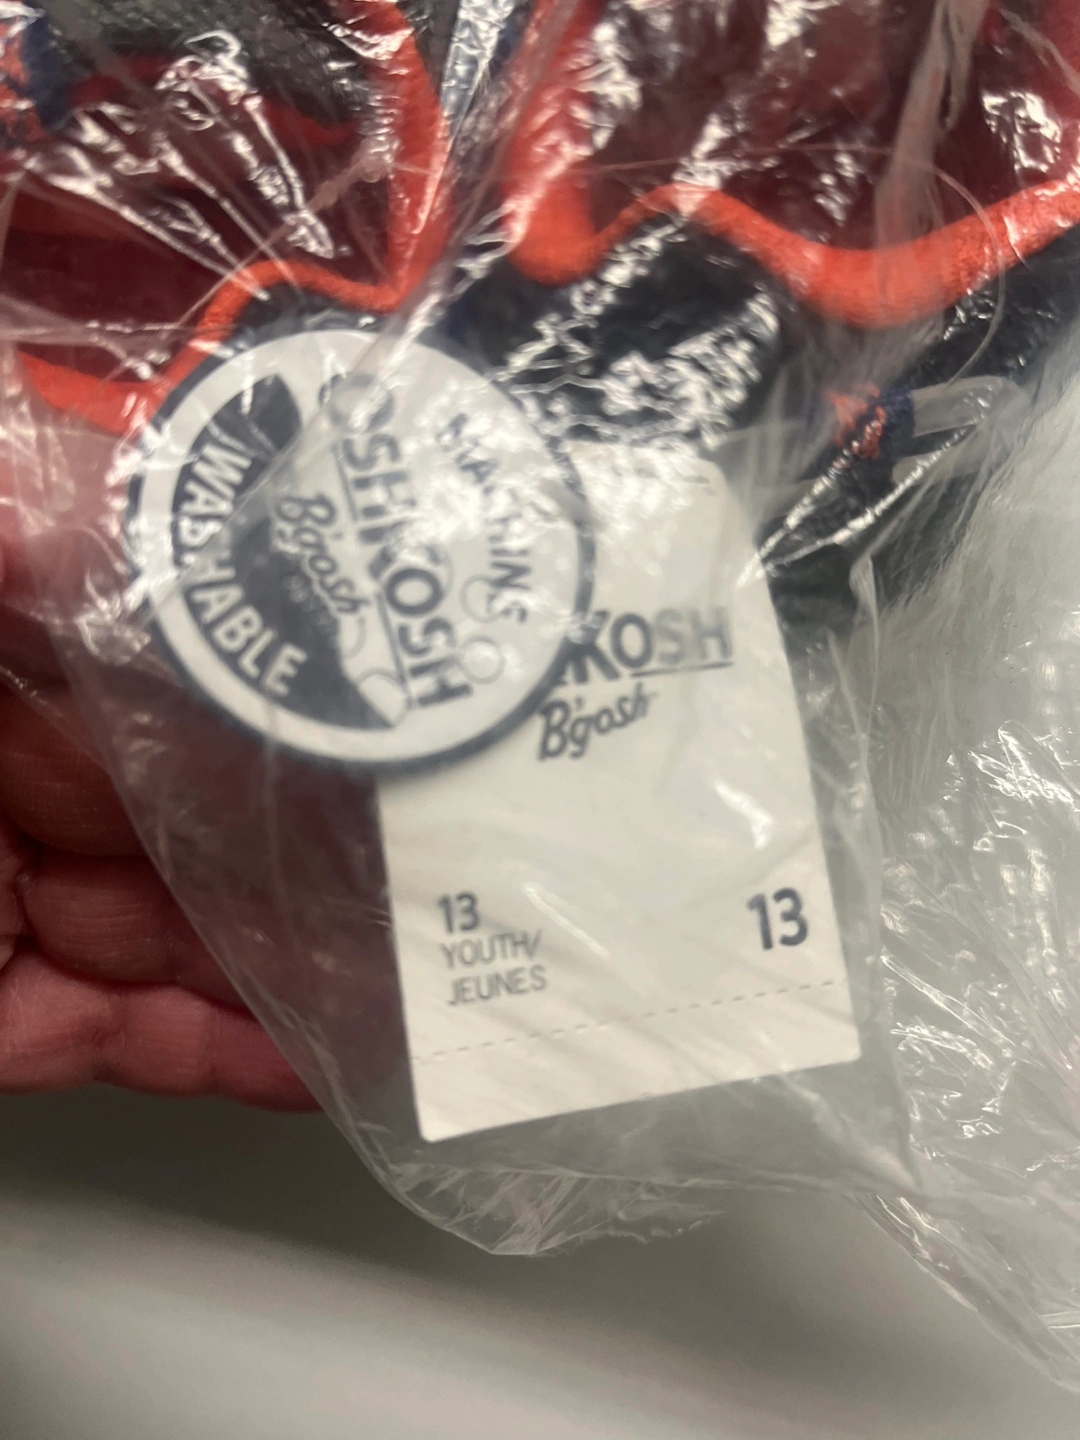 MACHINE
OSHKOSH
B'gosh
WASHABLE
KOSH
B'gosh
13
YOUTH/
JEUNES
13